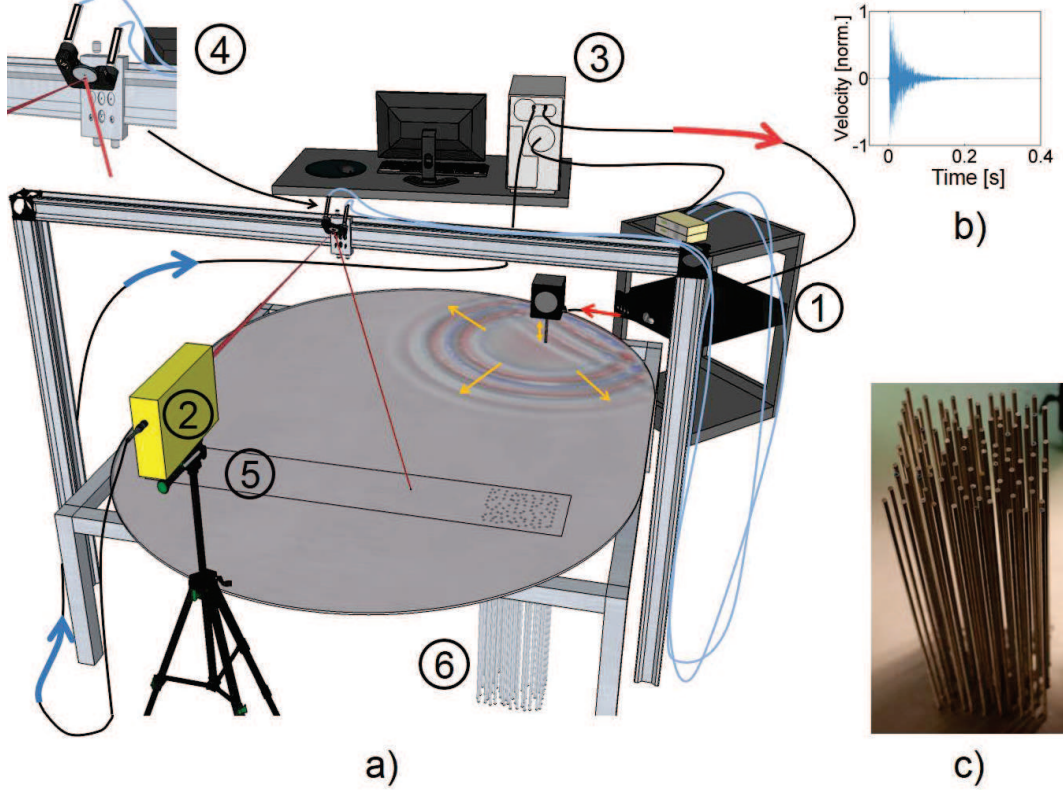 ④
③
①
②
⑤
⑥
a)
Velocity [norm.]
1
0
-1
0
0.2
0.4
Time [s]
b)
c)